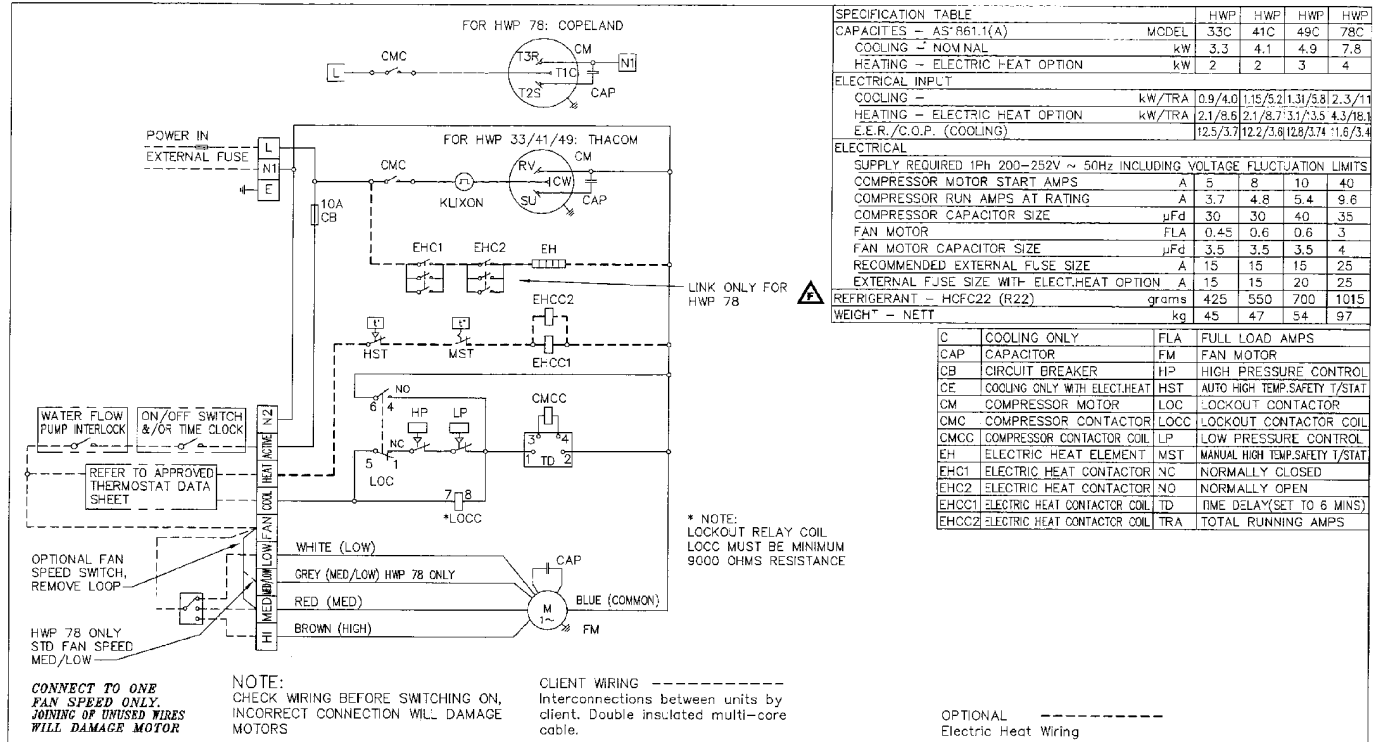 FOR HWP 78: COPELAND
CMC
T3R
CM
L
T1C
N1
T2S
CAP
POWER IN
EXTERNAL FUSE
L
N1
E
FOR HWP 33/41/49: THACOM
CMC
RV
CM
CW
KLIXON
SU
CAP
10A
CB
EHC1
EHC2
EH
LINK ONLY FOR
HWP 78
EHCC2
HST
MST
EHCC1
NO
6 4
HP
LP
CMCC
NC
5 1
LOC
3 4
1 TD 2
7 8
*LOCC
WATER FLOW
PUMP INTERLOCK
ON/OFF SWITCH
&/OR TIME CLOCK
REFER TO APPROVED
THERMOSTAT DATA
SHEET
N2
ACTIVE
HEAT
COOL
FAN
LOW
MED/LOW
MED
HI
* NOTE:
LOCKOUT RELAY COIL
LOCC MUST BE MINIMUM
9000 OHMS RESISTANCE
OPTIONAL FAN
SPEED SWITCH,
REMOVE LOOP
WHITE (LOW)
GREY (MED/LOW) HWP 78 ONLY
RED (MED)
BROWN (HIGH)
CAP
M
1~
FM
BLUE (COMMON)
HWP 78 ONLY
STD FAN SPEED
MED/LOW
CONNECT TO ONE
FAN SPEED ONLY.
JOINING OF UNUSED WIRES
WILL DAMAGE MOTOR
NOTE:
CHECK WIRING BEFORE SWITCHING ON,
INCORRECT CONNECTION WILL DAMAGE
MOTORS
CLIENT WIRING
Interconnections between units by
client. Double insulated multi-core
cable.
OPTIONAL
Electric Heat Wiring
F
SPECIFICATION TABLE HWP HWP HWP HWP
CAPACITES - AS1861.1(A) MODEL 33C 41C 49C 78C
COOLING - NOMINAL kW 3.3 4.1 4.9 7.8
HEATING - ELECTRIC HEAT OPTION kW 2 2 3 4
ELECTRICAL INPUT
COOLING - kW/TRA 0.9/4.0 1.15/5.2 1.31/5.8 2.3/11
HEATING - ELECTRIC HEAT OPTION kW/TRA 2.1/8.6 2.1/8.7 3.1/13.5 4.3/18.1
E.E.R./C.O.P. (COOLING) 12.5/3.7 12.2/3.6 12.8/3.74 11.6/3.4
ELECTRICAL
SUPPLY REQUIRED 1Ph 200-252V ~ 50Hz INCLUDING VOLTAGE FLUCTUATION LIMITS
COMPRESSOR MOTOR START AMPS A 5 8 10 40
COMPRESSOR RUN AMPS AT RATING A 3.7 4.8 5.4 9.6
COMPRESSOR CAPACITOR SIZE µFd 30 30 40 35
FAN MOTOR FLA 0.45 0.6 0.6 3
FAN MOTOR CAPACITOR SIZE µFd 3.5 3.5 3.5 4
RECOMMENDED EXTERNAL FUSE SIZE A 15 15 15 25
EXTERNAL FUSE SIZE WITH ELECT.HEAT OPTION A 15 15 20 25
REFRIGERANT - HCFC22 (R22) grams 425 550 700 1015
WEIGHT - NETT kg 45 47 54 97
C COOLING ONLY FLA FULL LOAD AMPS
CAP CAPACITOR FM FAN MOTOR
CB CIRCUIT BREAKER HP HIGH PRESSURE CONTROL
CE COOLING ONLY WITH ELECT.HEAT HST AUTO HIGH TEMP.SAFETY T/STAT
CM COMPRESSOR MOTOR LOC LOCKOUT CONTACTOR
CMC COMPRESSOR CONTACTOR LOCC LOCKOUT CONTACTOR COIL
CMCC COMPRESSOR CONTACTOR COIL LP LOW PRESSURE CONTROL
EH ELECTRIC HEAT ELEMENT MST MANUAL HIGH TEMP.SAFETY T/STAT
EHC1 ELECTRIC HEAT CONTACTOR NC NORMALLY CLOSED
EHC2 ELECTRIC HEAT CONTACTOR NO NORMALLY OPEN
EHCC1 ELECTRIC HEAT CONTACTOR COIL TD TIME DELAY(SET TO 6 MINS)
EHCC2 ELECTRIC HEAT CONTACTOR COIL TRA TOTAL RUNNING AMPS